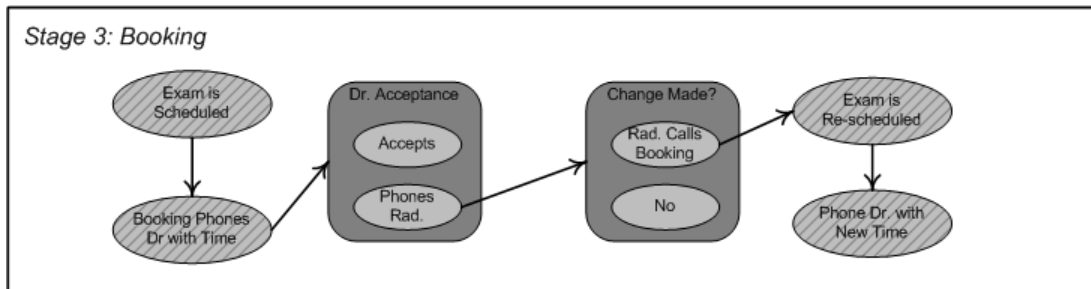 Stage 3: Booking
Exam is
Scheduled
Booking Phones
Dr with Time
Dr. Acceptance
Accepts
Phones
Rad.
Change Made?
Rad. Calls
Booking
No
Exam is
Re-scheduled
Phone Dr. with
New Time